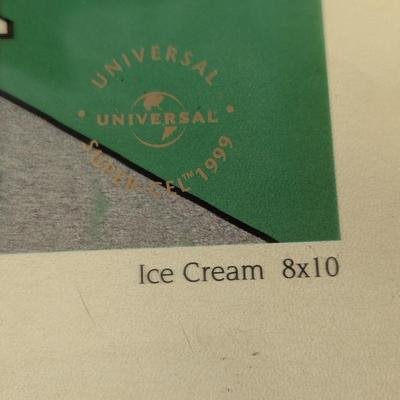 UNIVERSAL
• UNIVERSAL •
SUPER-CEL™ 1999
Ice Cream 8x10